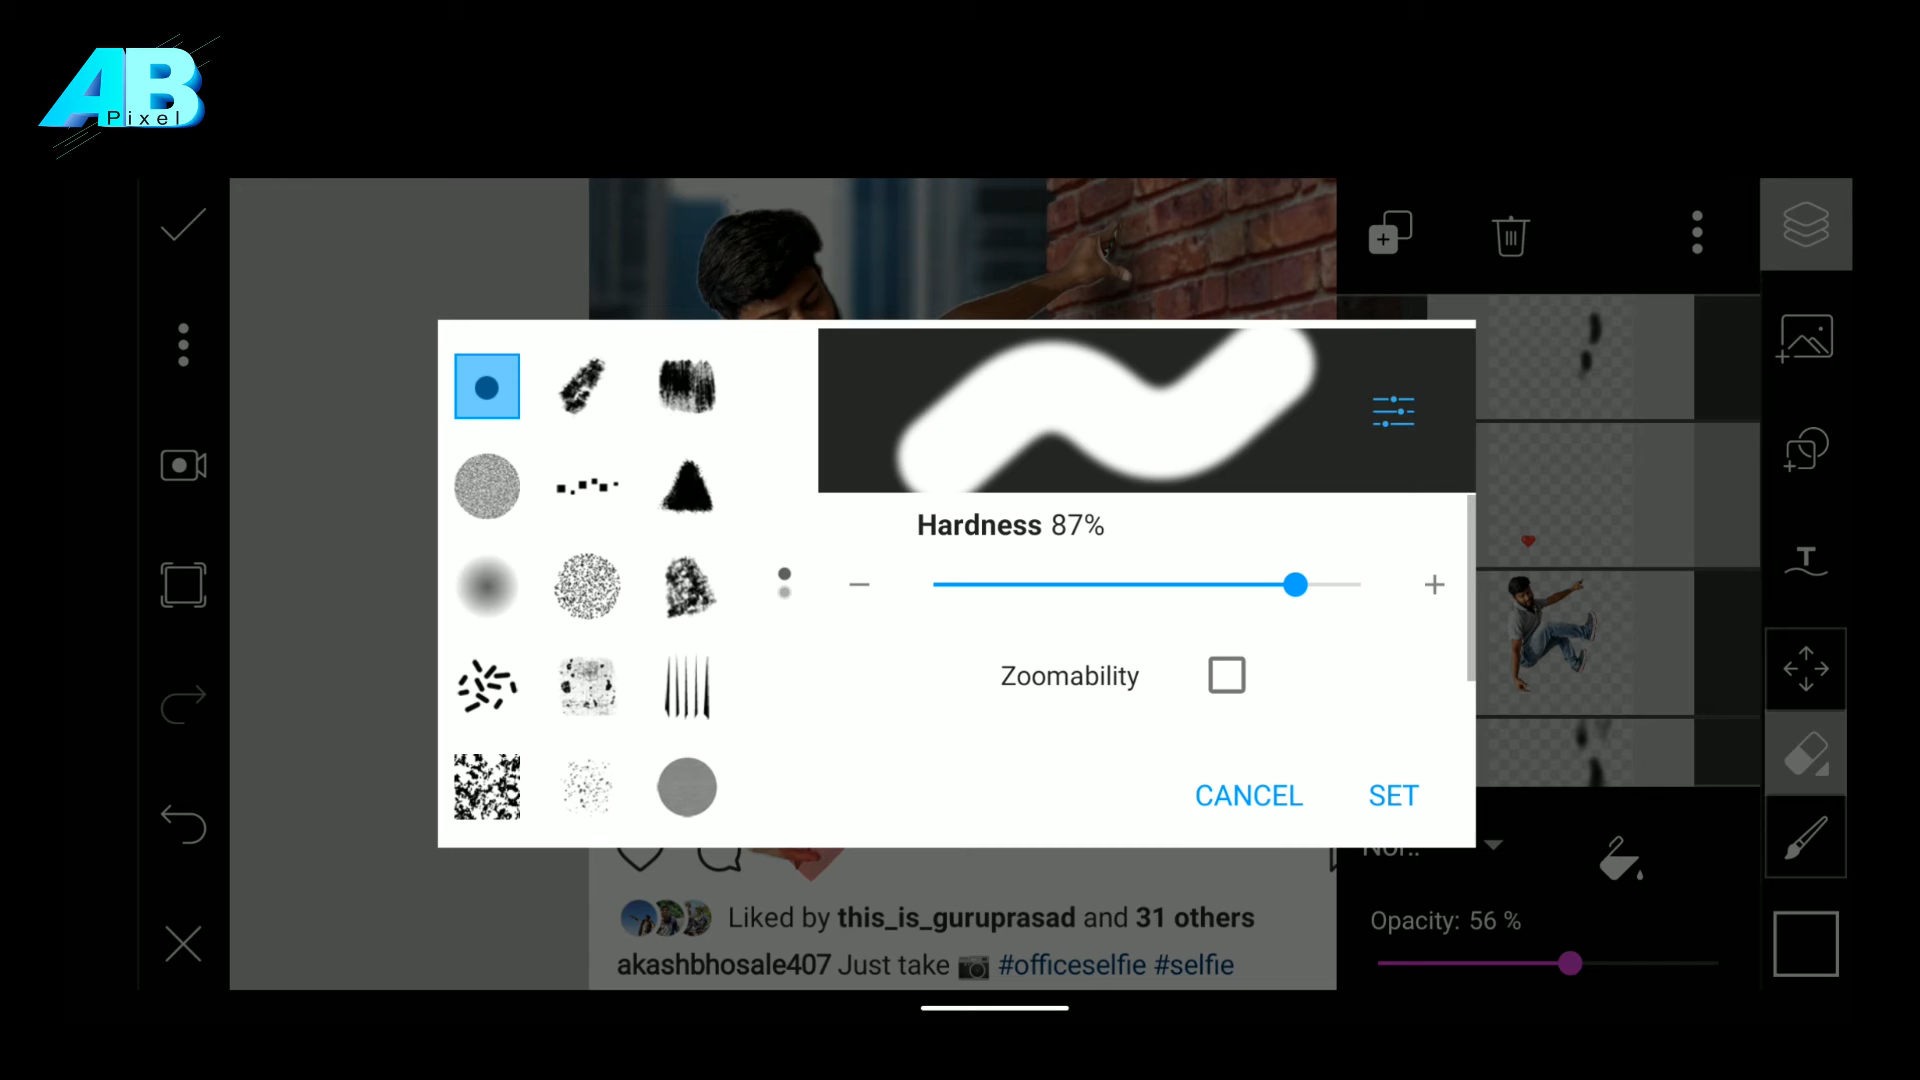 AB
Pixel
Hardness 87%
Zoomability
CANCEL
SET
Nor..
Opacity: 56 %
Liked by this_is_guruprasad and 31 others
akashbhosale407 Just take 📷 #officeselfie #selfie